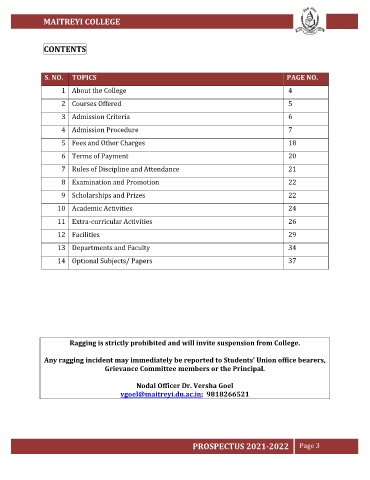 MAITREYI COLLEGE
CONTENTS
S. NO. TOPICS PAGE NO.
1 About the College 4
2 Courses Offered 5
3 Admission Criteria 6
4 Admission Procedure 7
5 Fees and Other Charges 18
6 Terms of Payment 20
7 Rules of Discipline and Attendance 21
8 Examination and Promotion 22
9 Scholarships and Prizes 22
10 Academic Activities 24
11 Extra-curricular Activities 26
12 Facilities 29
13 Departments and Faculty 34
14 Optional Subjects/ Papers 37
Ragging is strictly prohibited and will invite suspension from College.
Any ragging incident may immediately be reported to Students' Union office bearers,
Grievance Committee members or the Principal.
Nodal Officer Dr. Versha Goel
vgoel@maitreyi.du.ac.in; 9818266521
PROSPECTUS 2021-2022 Page 3